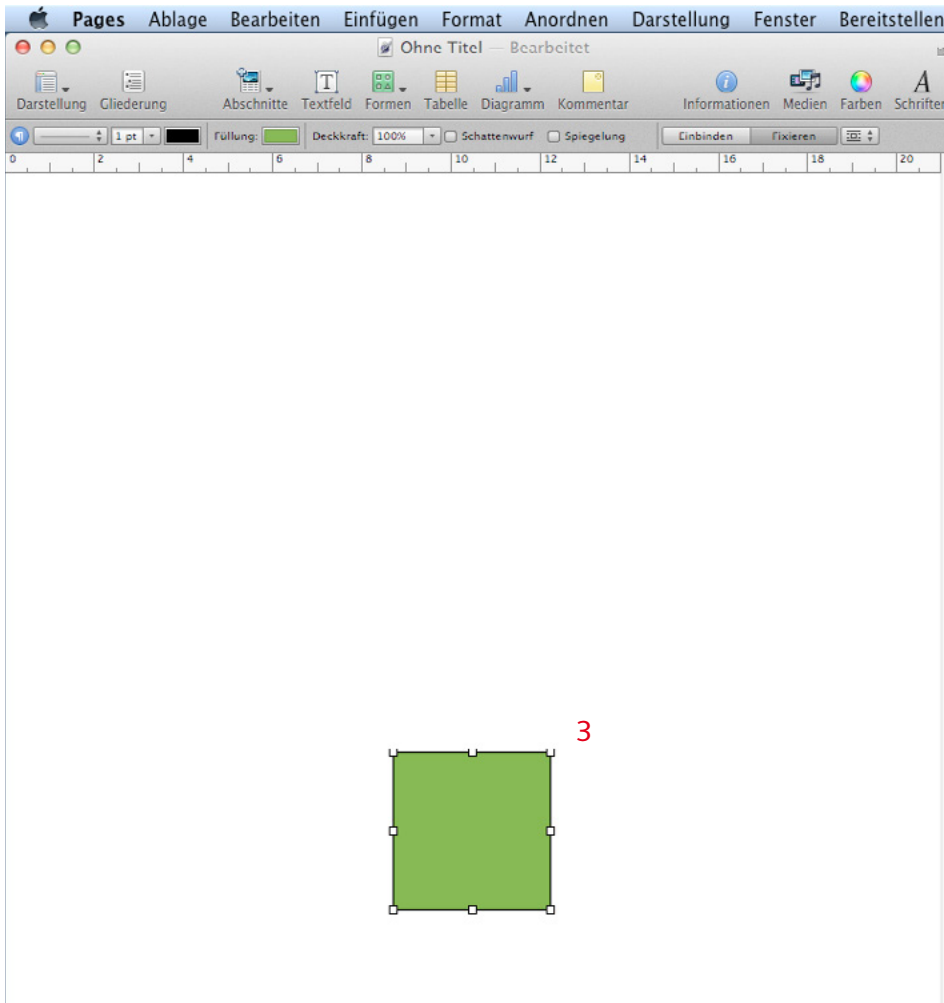 Pages Ablage Bearbeiten Einfügen Format Anordnen Darstellung Fenster Bereitstellen
Ohne Titel — Bearbeitet
T i A
Darstellung Gliederung Abschnitte Textfeld Formen Tabelle Diagramm Kommentar Informationen Medien Farben Schriften
¶ 1 pt Füllung: Deckkraft: 100% Schattenwurf Spiegelung Einbinden Fixieren
0 2 4 6 8 10 12 14 16 18 20
3